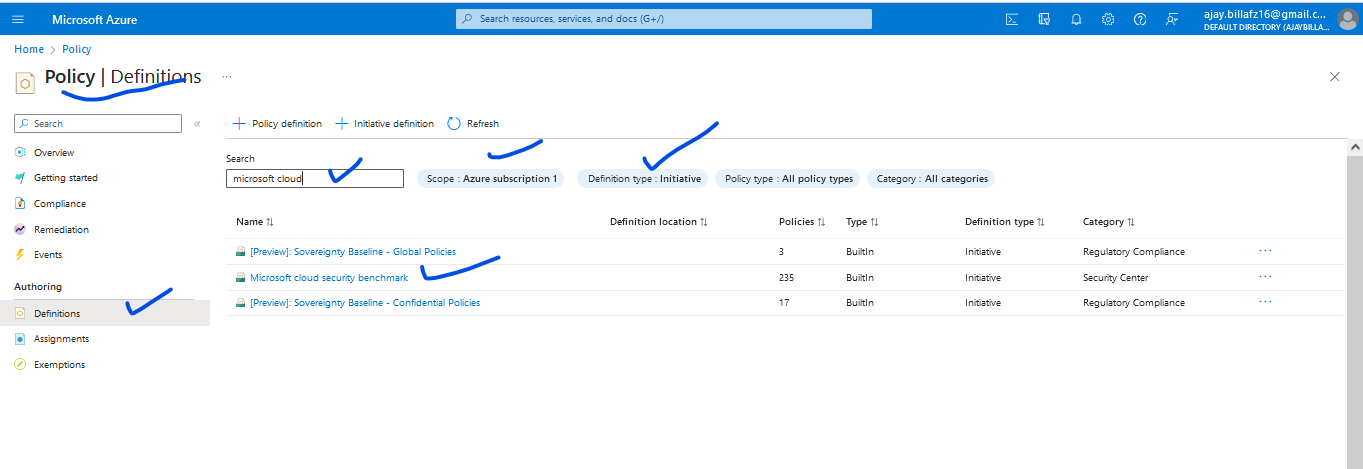 Microsoft Azure
Search resources, services, and docs (G+/)
ajay.billafz16@gmail.c...
DEFAULT DIRECTORY (AJAYBILLA...
Home > Policy
Policy | Definitions ...
Search
Overview
Getting started
Compliance
Remediation
Events
Authoring
Definitions
Assignments
Exemptions
Policy definition Initiative definition Refresh
Search
microsoft cloud Scope : Azure subscription 1 Definition type : Initiative Policy type : All policy types Category : All categories
Name Definition location Policies Type Definition type Category
[Preview]: Sovereignty Baseline - Global Policies 3 BuiltIn Initiative Regulatory Compliance ...
Microsoft cloud security benchmark 235 BuiltIn Initiative Security Center ...
[Preview]: Sovereignty Baseline - Confidential Policies 17 BuiltIn Initiative Regulatory Compliance ...